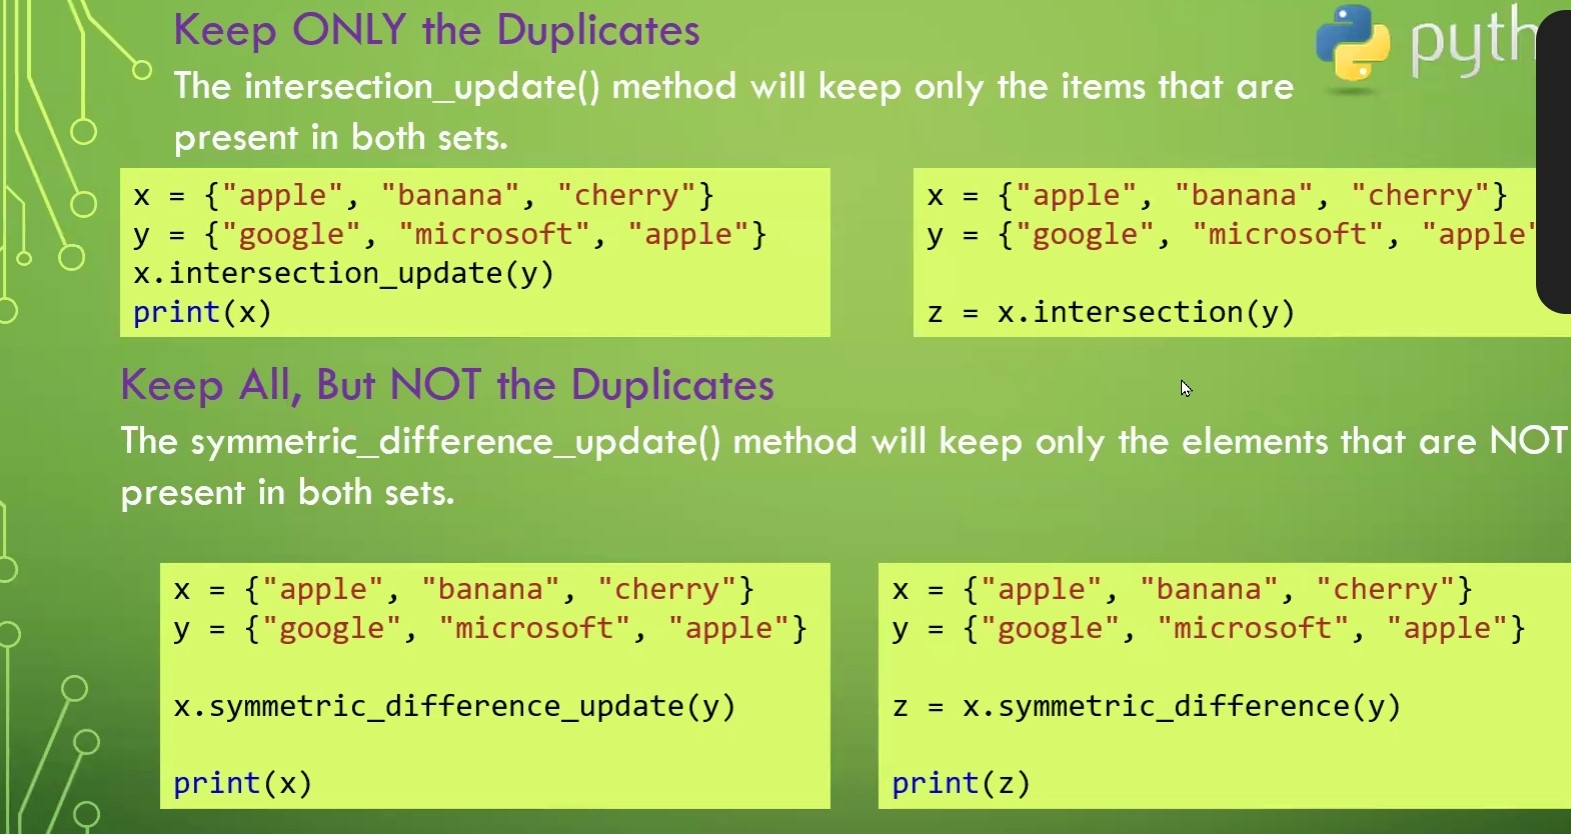 Keep ONLY the Duplicates
The intersection_update() method will keep only the items that are
present in both sets.
x = {"apple", "banana", "cherry"}
y = {"google", "microsoft", "apple"}
x.intersection_update(y)
print(x)
x = {"apple", "banana", "cherry"}
y = {"google", "microsoft", "apple"
z = x.intersection(y)
Keep All, But NOT the Duplicates
The symmetric_difference_update() method will keep only the elements that are NOT
present in both sets.
x = {"apple", "banana", "cherry"}
y = {"google", "microsoft", "apple"}
x.symmetric_difference_update(y)
print(x)
x = {"apple", "banana", "cherry"}
y = {"google", "microsoft", "apple"}
z = x.symmetric_difference(y)
print(z)